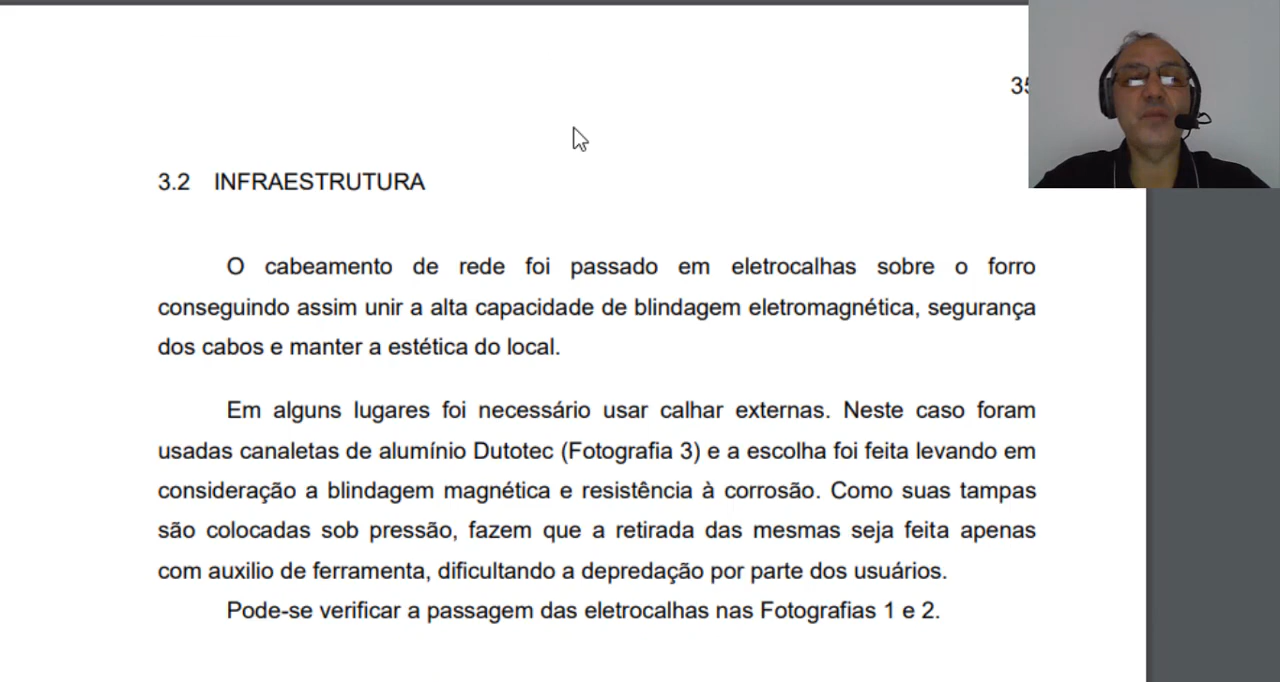 3.2 INFRAESTRUTURA
O cabeamento de rede foi passado em eletrocalhas sobre o forro
conseguindo assim unir a alta capacidade de blindagem eletromagnética, segurança
dos cabos e manter a estética do local.
Em alguns lugares foi necessário usar calhar externas. Neste caso foram
usadas canaletas de alumínio Dutotec (Fotografia 3) e a escolha foi feita levando em
consideração a blindagem magnética e resistência à corrosão. Como suas tampas
são colocadas sob pressão, fazem que a retirada das mesmas seja feita apenas
com auxilio de ferramenta, dificultando a depredação por parte dos usuários.
Pode-se verificar a passagem das eletrocalhas nas Fotografias 1 e 2.